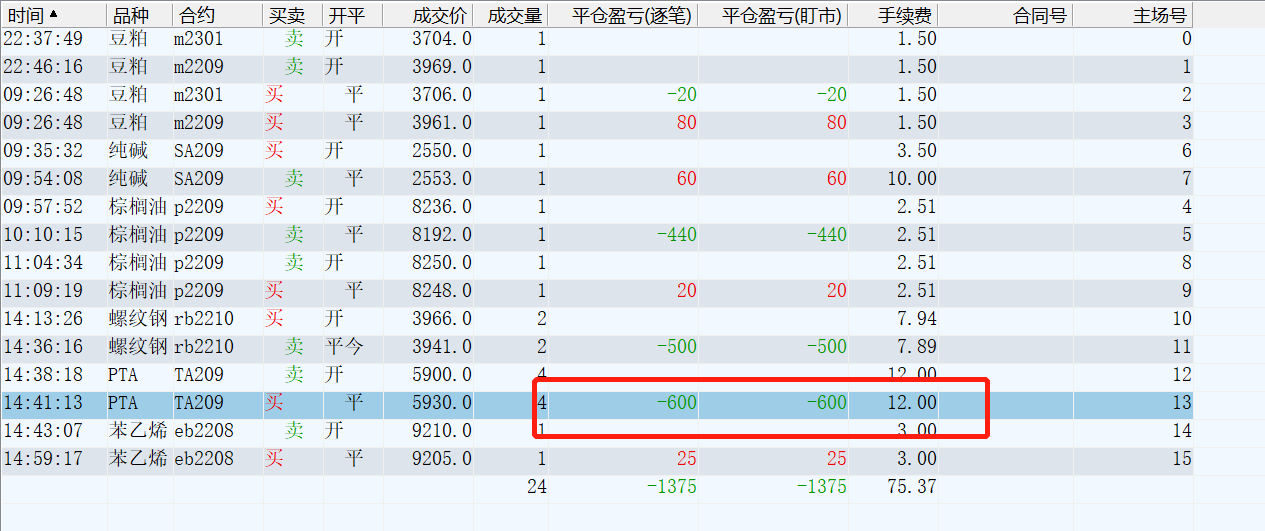 时间 品种 合约 买卖 开平 成交价 成交量 平仓盈亏(逐笔) 平仓盈亏(盯市) 手续费 合同号 主场号
22:37:49 豆粕 m2301 卖 开 3704.0 1 1.50 0
22:46:16 豆粕 m2209 卖 开 3969.0 1 1.50 1
09:26:48 豆粕 m2301 买 平 3706.0 1 -20 -20 1.50 2
09:26:48 豆粕 m2209 买 平 3961.0 1 80 80 1.50 3
09:35:32 纯碱 SA209 买 开 2550.0 1 3.50 6
09:54:08 纯碱 SA209 卖 平 2553.0 1 60 60 10.00 7
09:57:52 棕榈油 p2209 买 开 8236.0 1 2.51 4
10:10:15 棕榈油 p2209 卖 平 8192.0 1 -440 -440 2.51 5
11:04:34 棕榈油 p2209 卖 开 8250.0 1 2.51 8
11:09:19 棕榈油 p2209 买 平 8248.0 1 20 20 2.51 9
14:13:26 螺纹钢 rb2210 买 开 3966.0 2 7.94 10
14:36:16 螺纹钢 rb2210 卖 平今 3941.0 2 -500 -500 7.89 11
14:38:18 PTA TA209 卖 开 5900.0 4 12.00 12
14:41:13 PTA TA209 买 平 5930.0 4 -600 -600 12.00 13
14:43:07 苯乙烯 eb2208 卖 开 9210.0 1 3.00 14
14:59:17 苯乙烯 eb2208 买 平 9205.0 1 25 25 3.00 15
24 -1375 -1375 75.37